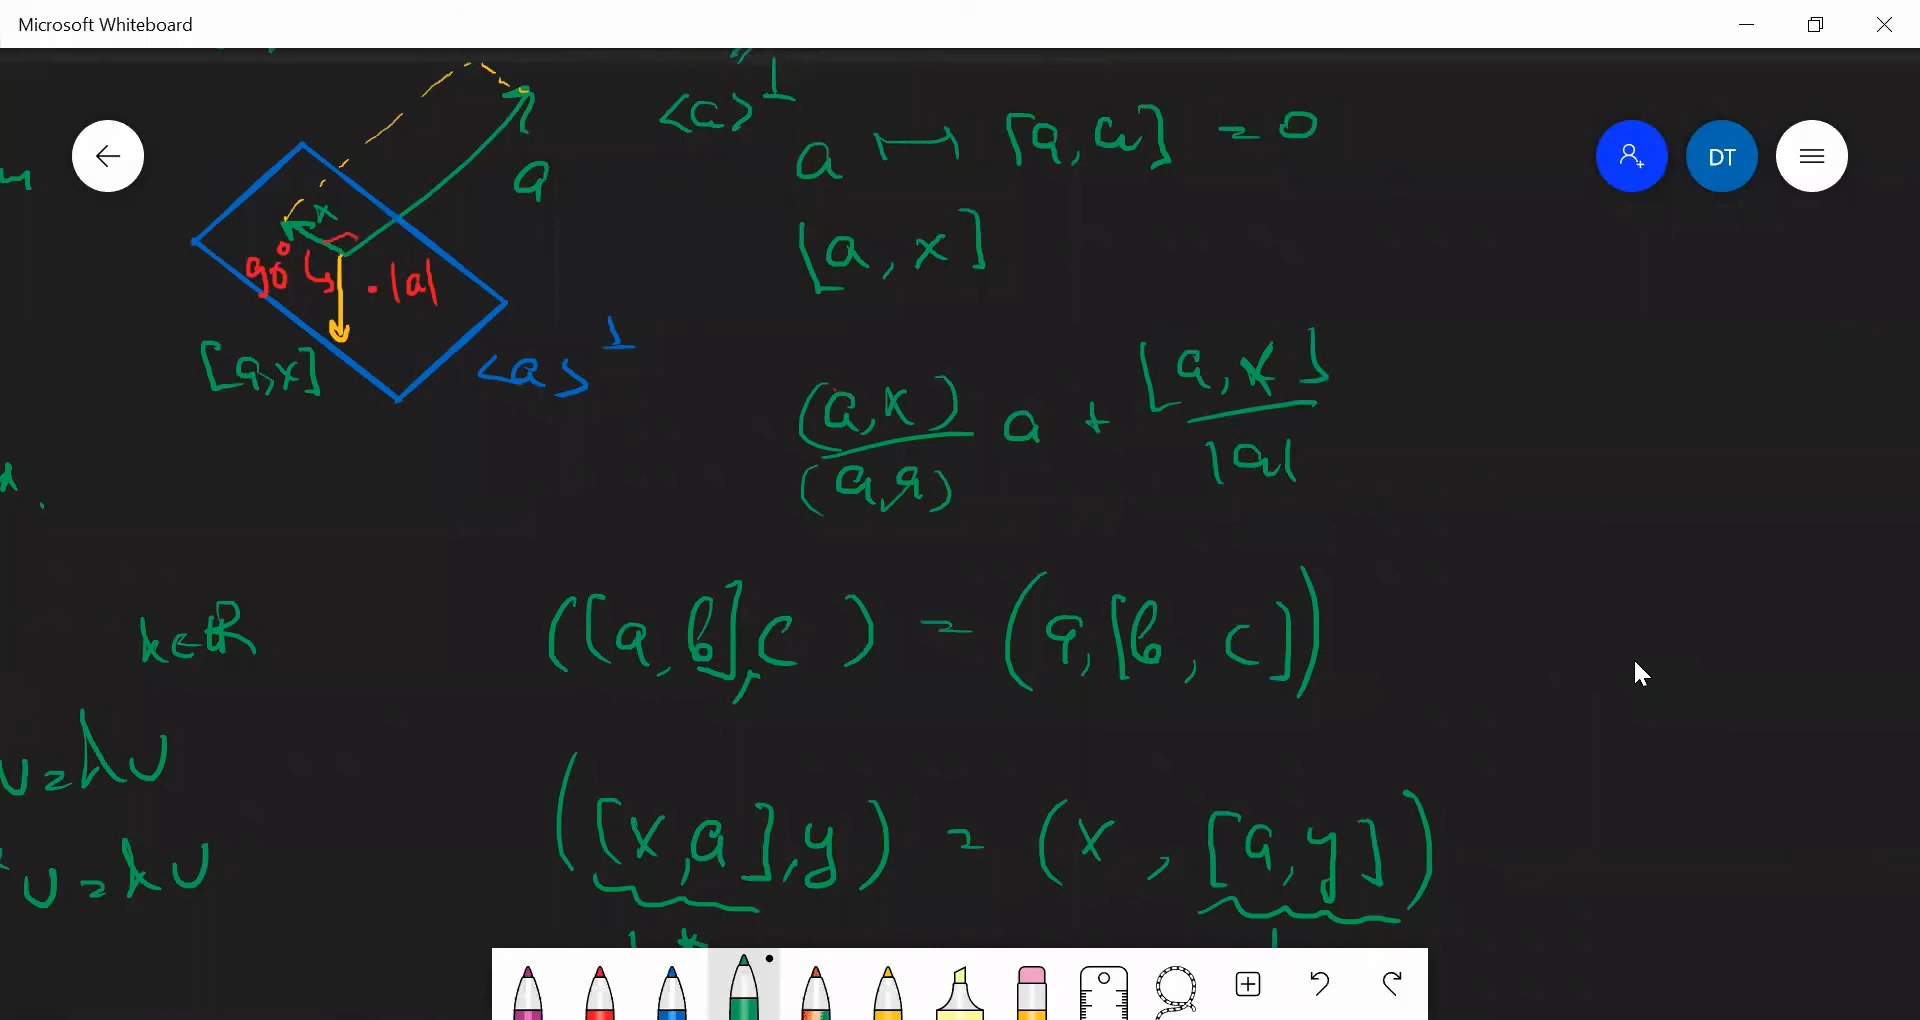 Microsoft Whiteboard
<a>⊥
a ↦ [a, a] = 0
a
x
90°
· |a|
[a, x]
[a,x]
<a>⊥
DT
(a,x)/(a,a) a + [a,x]/|a|
k∈ℝ
([a,b],c) = (a,[b,c])
v=λv
([x,a],y) = (x,[a,y])
v=kv